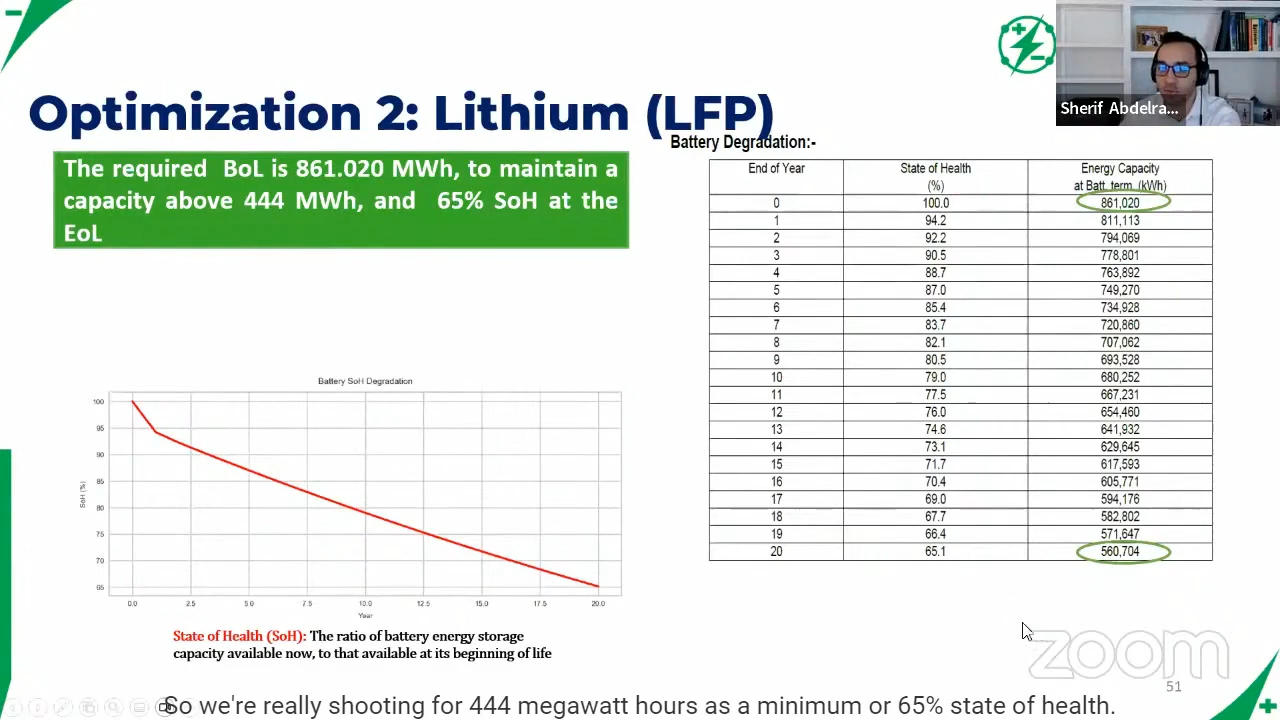 Sherif Abdelra...
Optimization 2: Lithium (LFP)
The required BoL is 861.020 MWh, to maintain a
capacity above 444 MWh, and 65% SoH at the
EoL
Battery Degradation:-
End of Year State of Health (%) Energy Capacity at Batt. term. (kWh)
0 100.0 861,020
1 94.2 811,113
2 92.2 794,069
3 90.5 778,801
4 88.7 763,892
5 87.0 749,270
6 85.4 734,928
7 83.7 720,860
8 82.1 707,062
9 80.5 693,528
10 79.0 680,252
11 77.5 667,231
12 76.0 654,460
13 74.6 641,932
14 73.1 629,645
15 71.7 617,593
16 70.4 605,771
17 69.0 594,176
18 67.7 582,802
19 66.4 571,647
20 65.1 560,704
Battery SoH Degradation
SoH (%)
100
95
90
85
80
75
70
65
0.0 2.5 5.0 7.5 10.0 12.5 15.0 17.5 20.0
Year
State of Health (SoH): The ratio of battery energy storage
capacity available now, to that available at its beginning of life
zoom
51
So we're really shooting for 444 megawatt hours as a minimum or 65% state of health.